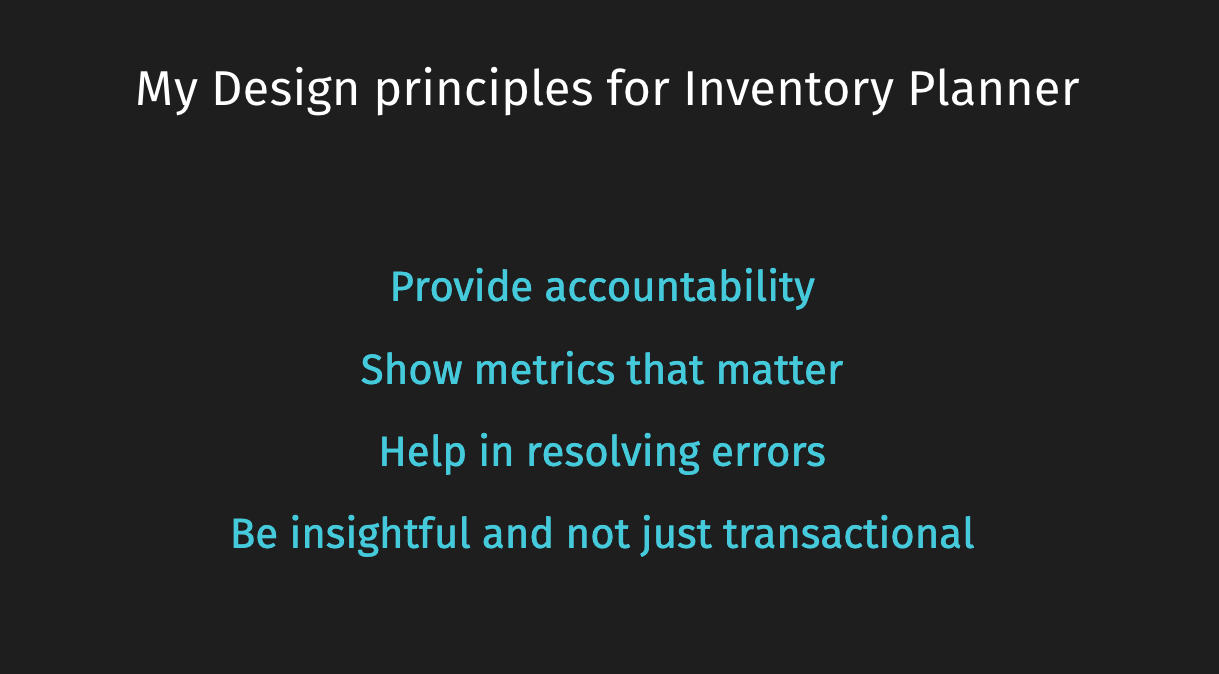 My Design principles for Inventory Planner
Provide accountability
Show metrics that matter
Help in resolving errors
Be insightful and not just transactional